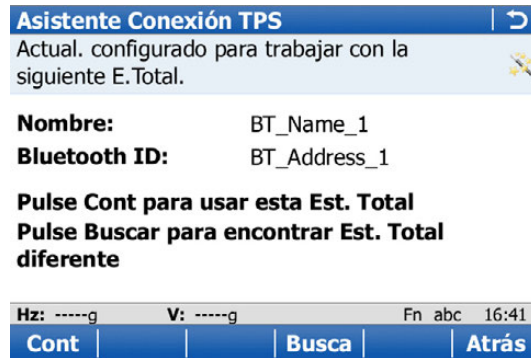 Asistente Conexión TPS
Actual. configurado para trabajar con la
siguiente E.Total.
Nombre: BT_Name_1
Bluetooth ID: BT_Address_1
Pulse Cont para usar esta Est. Total
Pulse Buscar para encontrar Est. Total
diferente
Hz: -----g V: -----g Fn abc 16:41
Cont Busca Atrás